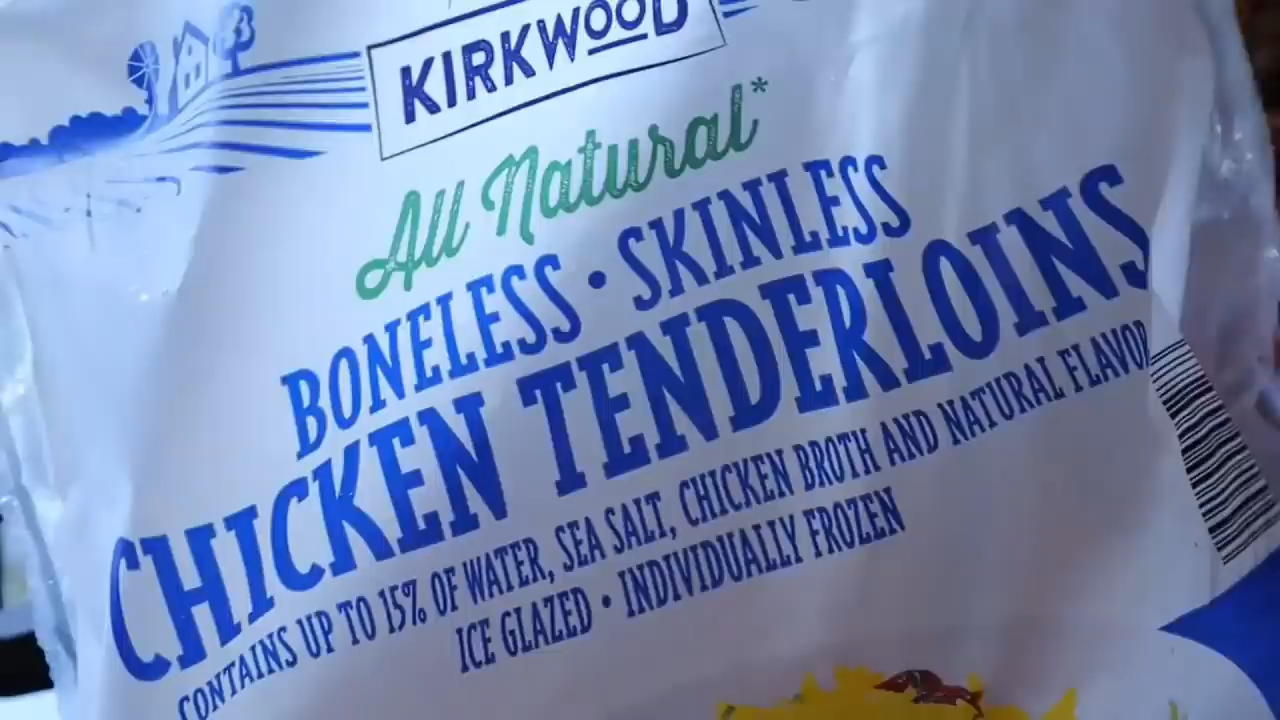 KIRKWOOD
All Natural*
BONELESS • SKINLESS
CHICKEN TENDERLOINS
CONTAINS UP TO 15% OF WATER, SEA SALT, CHICKEN BROTH AND NATURAL FLAVOR
ICE GLAZED • INDIVIDUALLY FROZEN